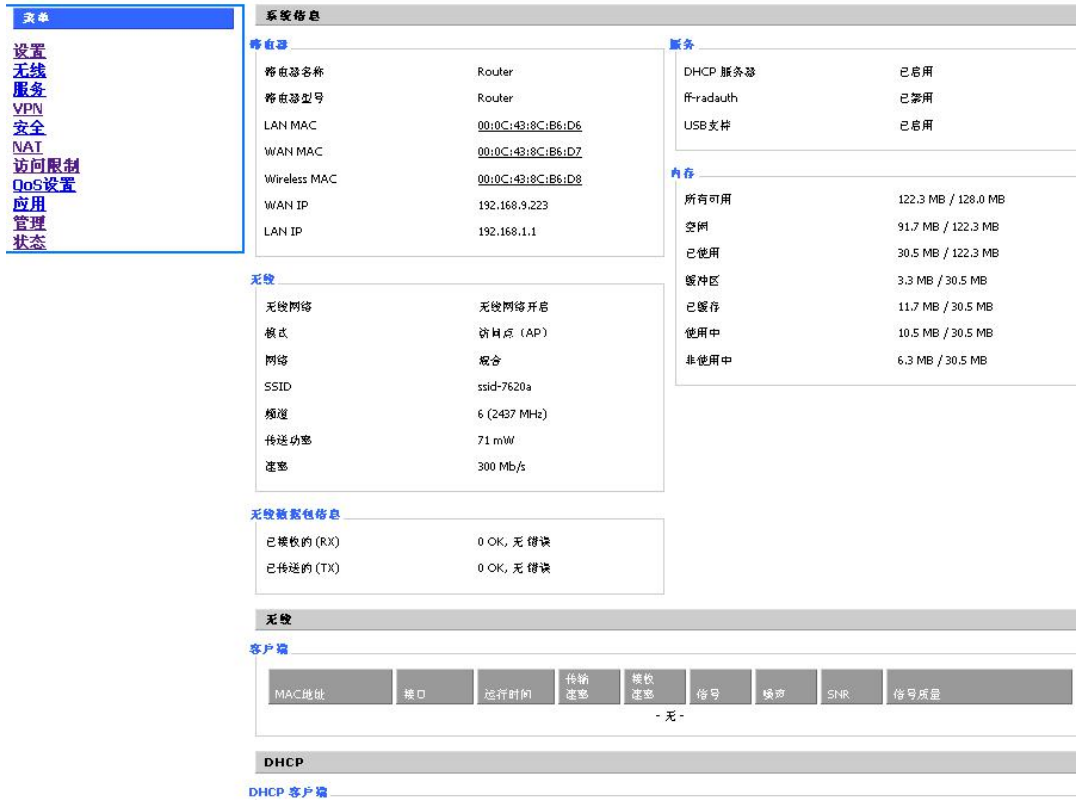 菜单
设置
无线
服务
VPN
安全
NAT
访问限制
QoS设置
应用
管理
状态
系统信息
路由器
路由器名称 Router
路由器型号 Router
LAN MAC 00:0C:43:8C:B6:D6
WAN MAC 00:0C:43:8C:B6:D7
Wireless MAC 00:0C:43:8C:B6:D8
WAN IP 192.168.9.223
LAN IP 192.168.1.1
无线
无线网络 无线网络开启
模式 访问点 (AP)
网络 混合
SSID ssid-7620a
频道 6 (2437 MHz)
传送功率 71 mW
速率 300 Mb/s
无线数据包信息
已接收的 (RX) 0 OK, 无 错误
已传送的 (TX) 0 OK, 无 错误
服务
DHCP 服务器 已启用
ff-radauth 已禁用
USB支持 已启用
内存
所有可用 122.3 MB / 128.0 MB
空闲 91.7 MB / 122.3 MB
已使用 30.5 MB / 122.3 MB
缓冲区 3.3 MB / 30.5 MB
已缓存 11.7 MB / 30.5 MB
使用中 10.5 MB / 30.5 MB
非使用中 6.3 MB / 30.5 MB
无线
客户端
MAC地址 接口 运行时间 传输速率 接收速率 信号 噪声 SNR 信号质量
- 无 -
DHCP
DHCP 客户端